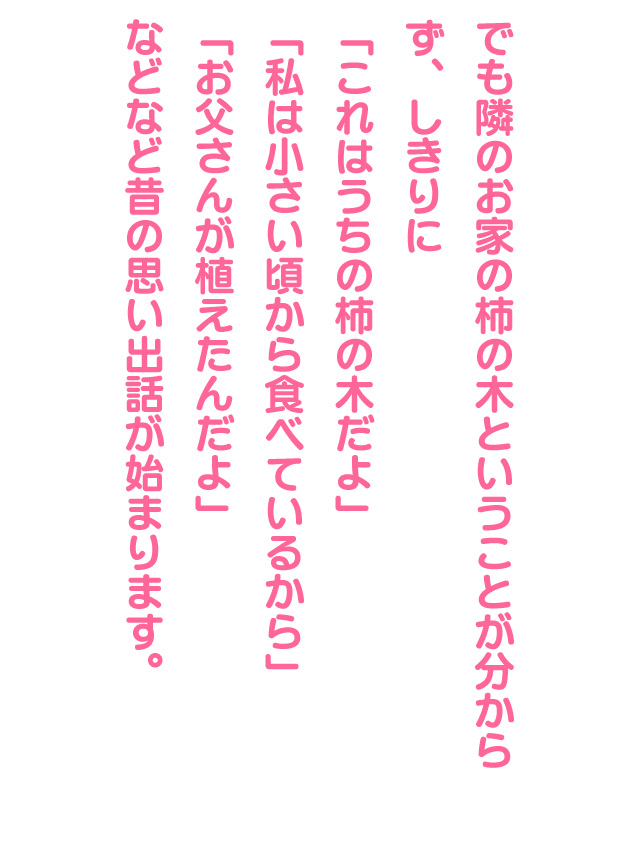 でも隣のお家の柿の木ということが分から
ず、しきりに
「これはうちの柿の木だよ」
「私は小さい頃から食べているから」
「お父さんが植えたんだよ」
などなど昔の思い出話が始まります。